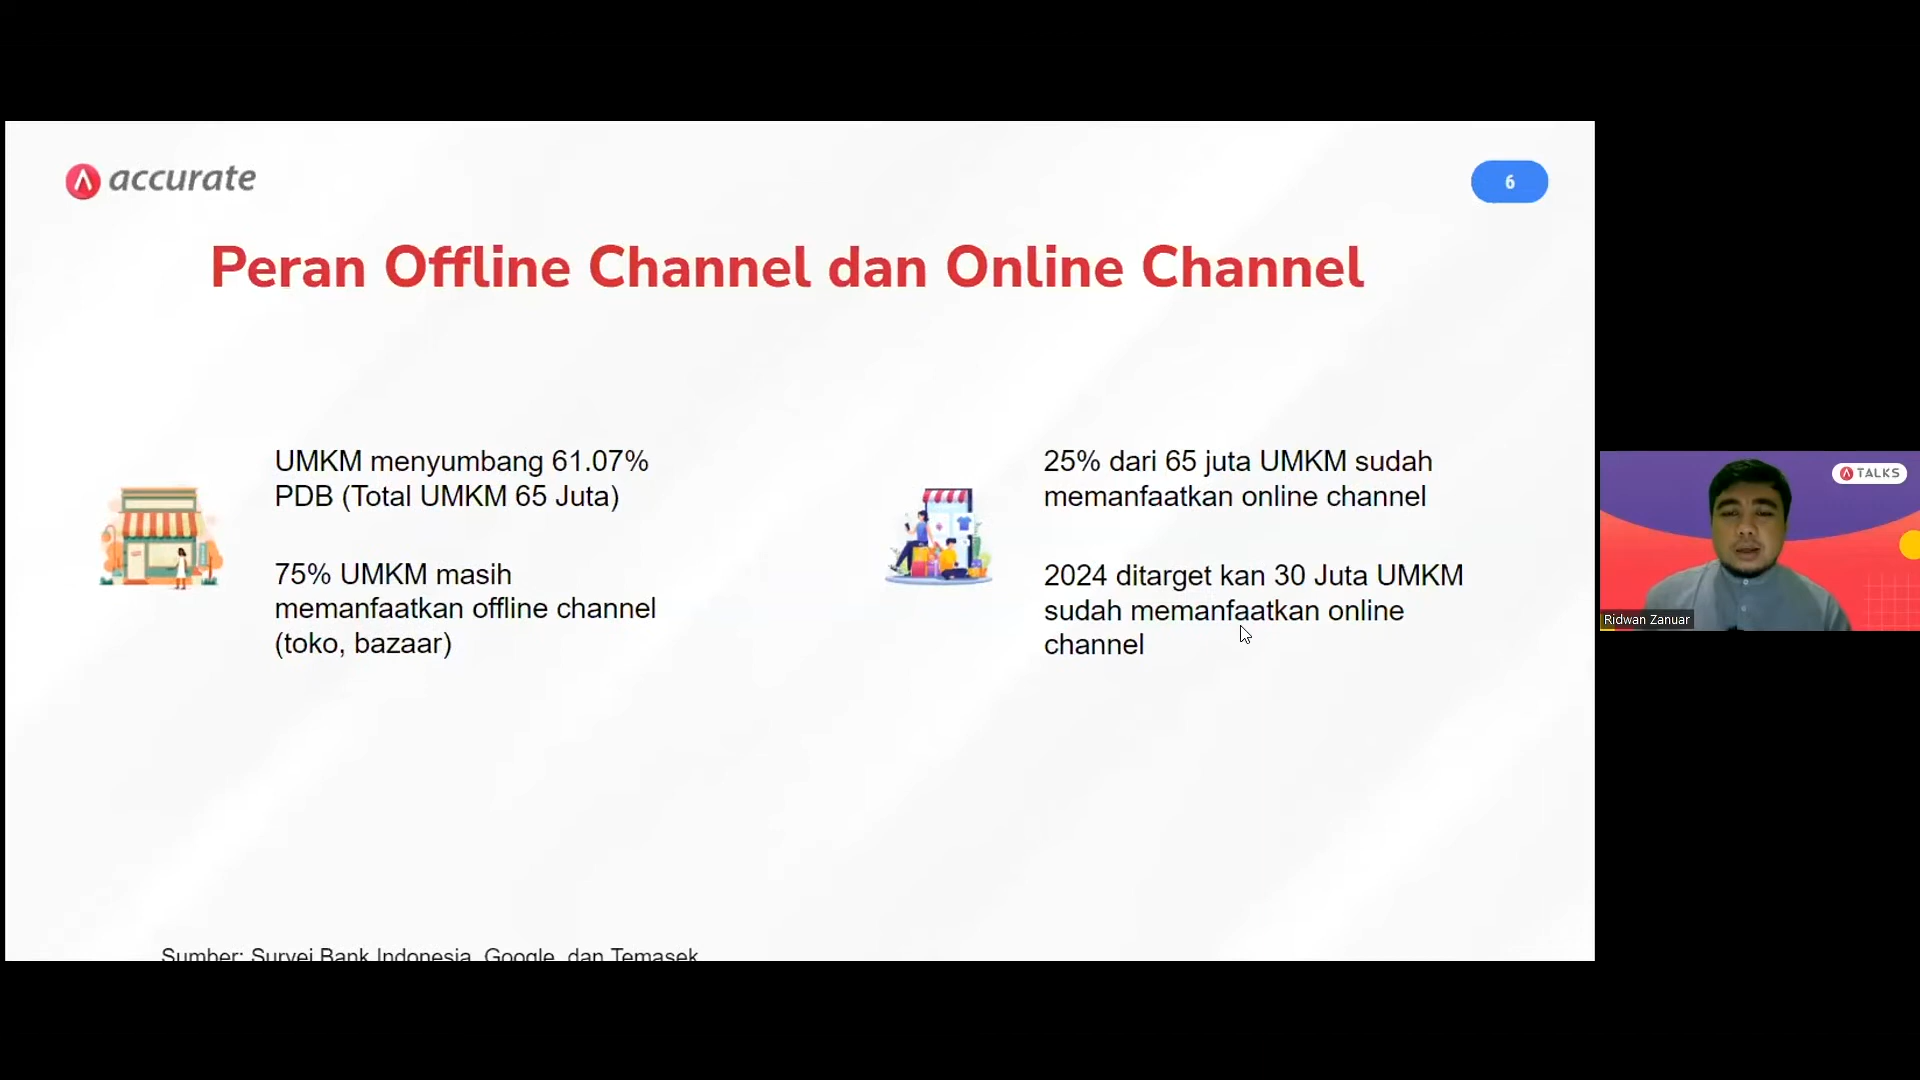 accurate
6
Peran Offline Channel dan Online Channel
UMKM menyumbang 61.07%
PDB (Total UMKM 65 Juta)
75% UMKM masih
memanfaatkan offline channel
(toko, bazaar)
25% dari 65 juta UMKM sudah
memanfaatkan online channel
2024 ditarget kan 30 Juta UMKM
sudah memanfaatkan online
channel
Sumber: Survei Bank Indonesia, Google, dan Temasek
TALKS
Ridwan Zanuar